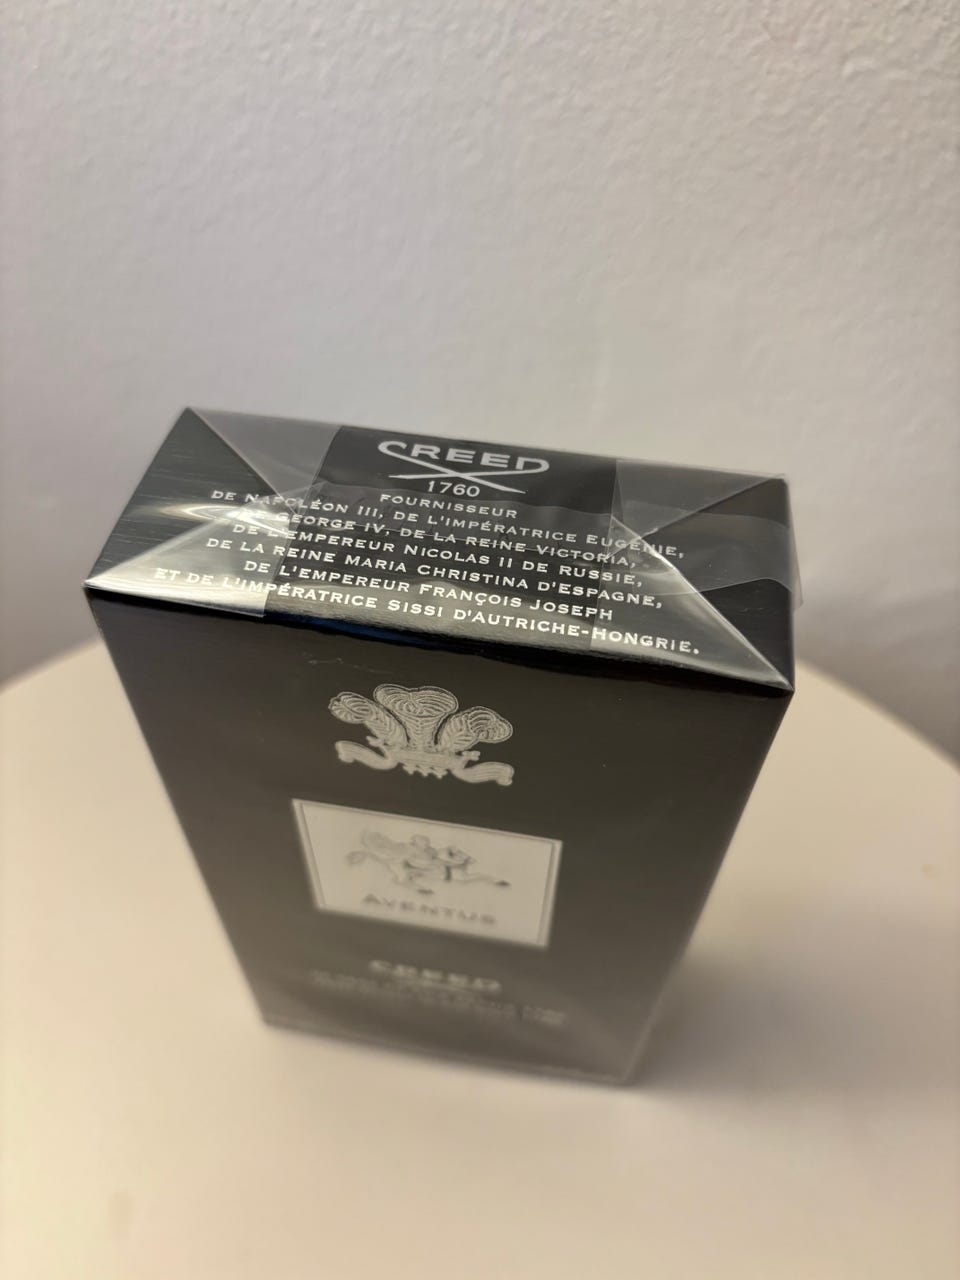 CREED
1760
FOURNISSEUR
DE NAPOLÉON III, DE L'IMPÉRATRICE EUGÉNIE,
DE GEORGE IV, DE LA REINE VICTORIA,
DE L'EMPEREUR NICOLAS II DE RUSSIE,
DE LA REINE MARIA CHRISTINA D'ESPAGNE,
DE L'EMPEREUR FRANÇOIS JOSEPH
ET DE L'IMPÉRATRICE SISSI D'AUTRICHE-HONGRIE.
AVENTUS
CREED